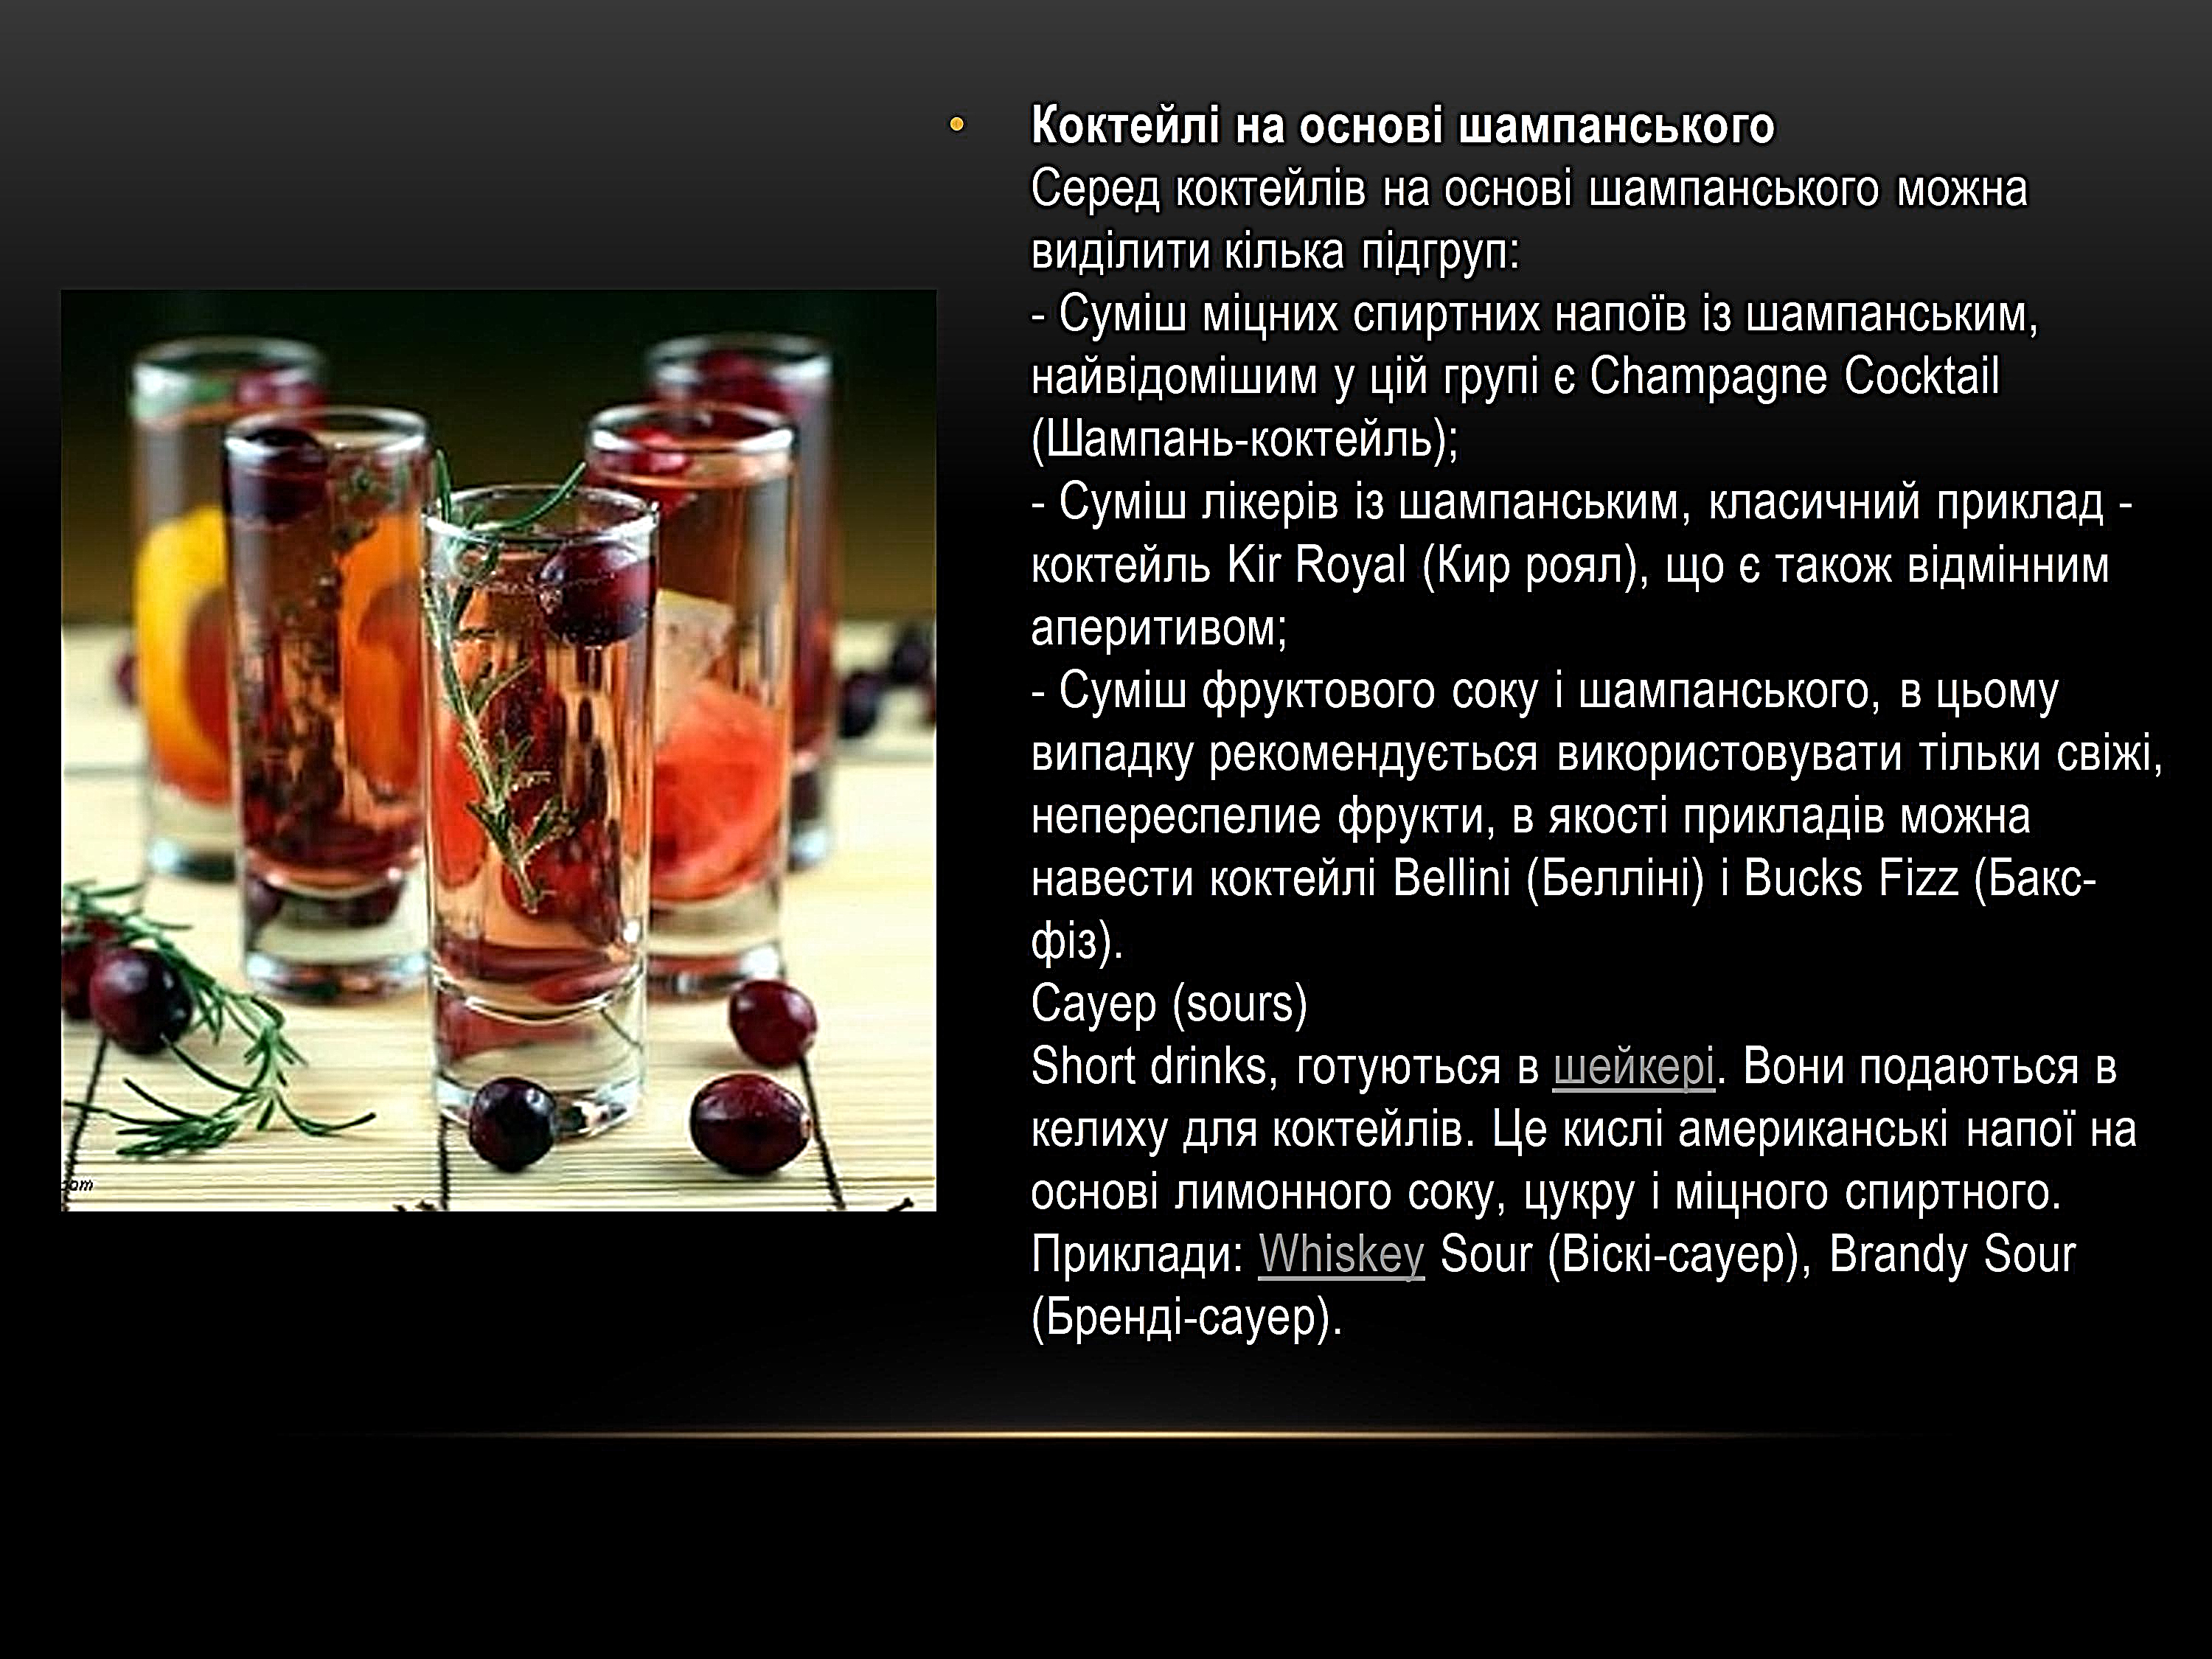 Коктейлі на основі шампанського
Серед коктейлів на основі шампанського можна
виділити кілька підгруп:
- Суміш міцних спиртних напоїв із шампанським,
найвідомішим у цій групі є Champagne Cocktail
(Шампань-коктейль);
- Суміш лікерів із шампанським, класичний приклад -
коктейль Kir Royal (Кир роял), що є також відмінним
аперитивом;
- Суміш фруктового соку і шампанського, в цьому
випадку рекомендується використовувати тільки свіжі,
непереспелие фрукти, в якості прикладів можна
навести коктейлі Bellini (Белліні) і Bucks Fizz (Бакс-
фіз).
Сауер (sours)
Short drinks, готуються в шейкері. Вони подаються в
келиху для коктейлів. Це кислі американські напої на
основі лимонного соку, цукру і міцного спиртного.
Приклади: Whiskey Sour (Віскі-сауер), Brandy Sour
(Бренді-сауер).
com